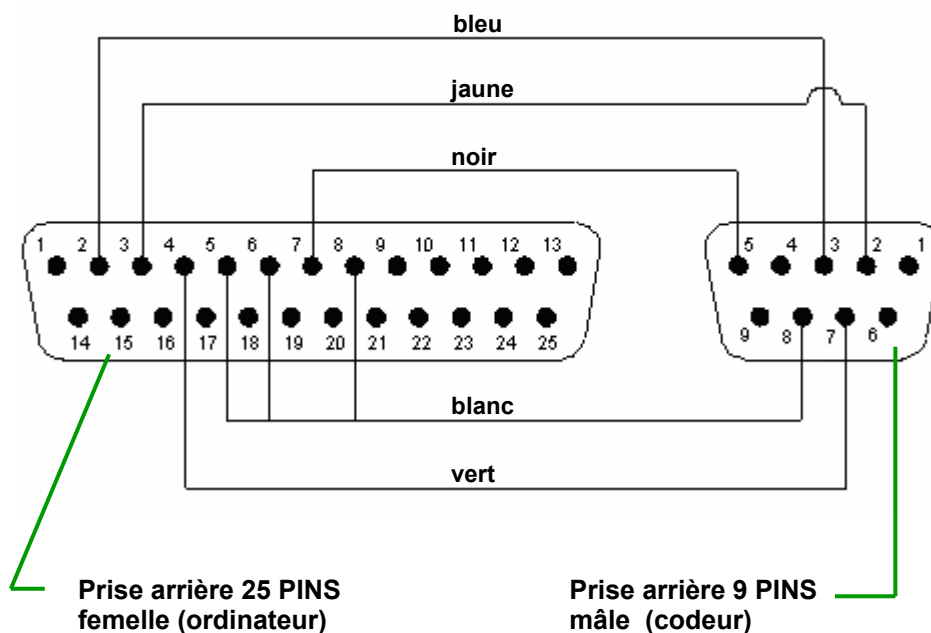 bleu
jaune
noir
1 2 3 4 5 6 7 8 9 10 11 12 13
5 4 3 2 1
14 15 16 17 18 19 20 21 22 23 24 25
9 8 7 6
blanc
vert
Prise arrière 25 PINS
femelle (ordinateur)
Prise arrière 9 PINS
mâle (codeur)